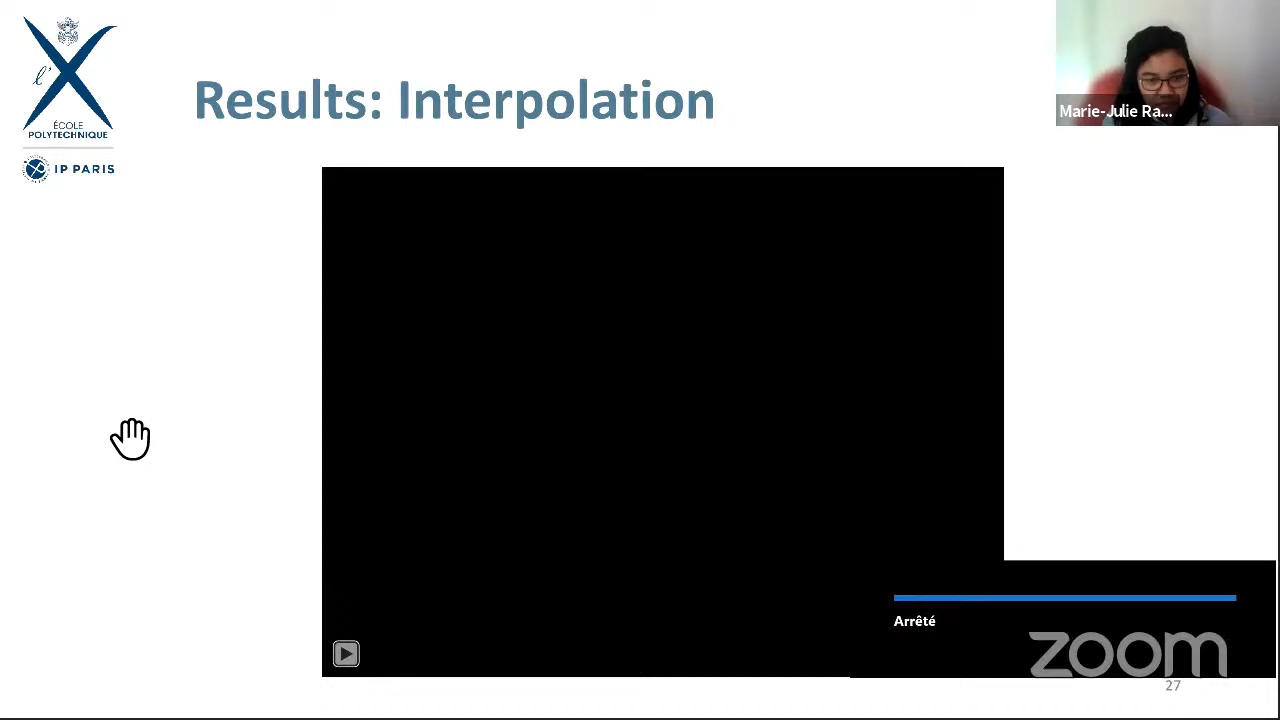 l'
ÉCOLE
POLYTECHNIQUE
IP PARIS
Results: Interpolation
Marie-Julie Ra...
Arrêté
zoom
27